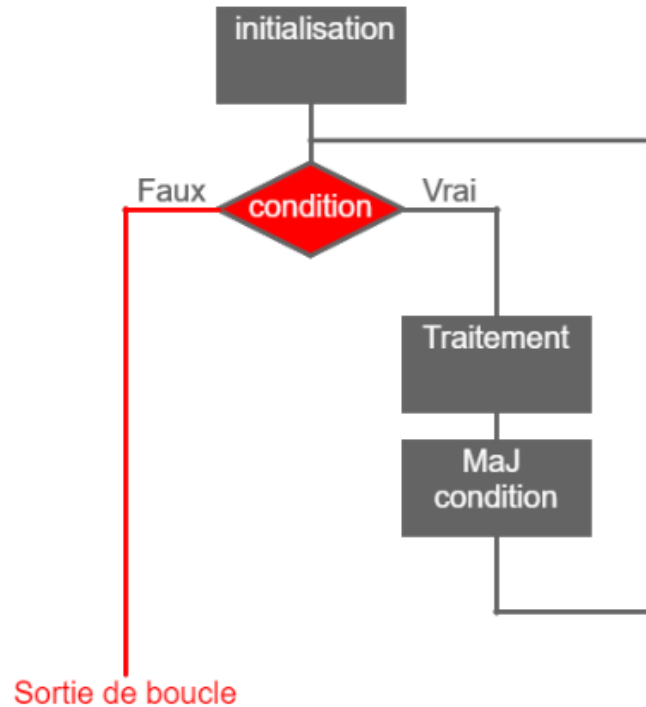 initialisation
Faux
condition
Vrai
Traitement
MaJ
condition
Sortie de boucle